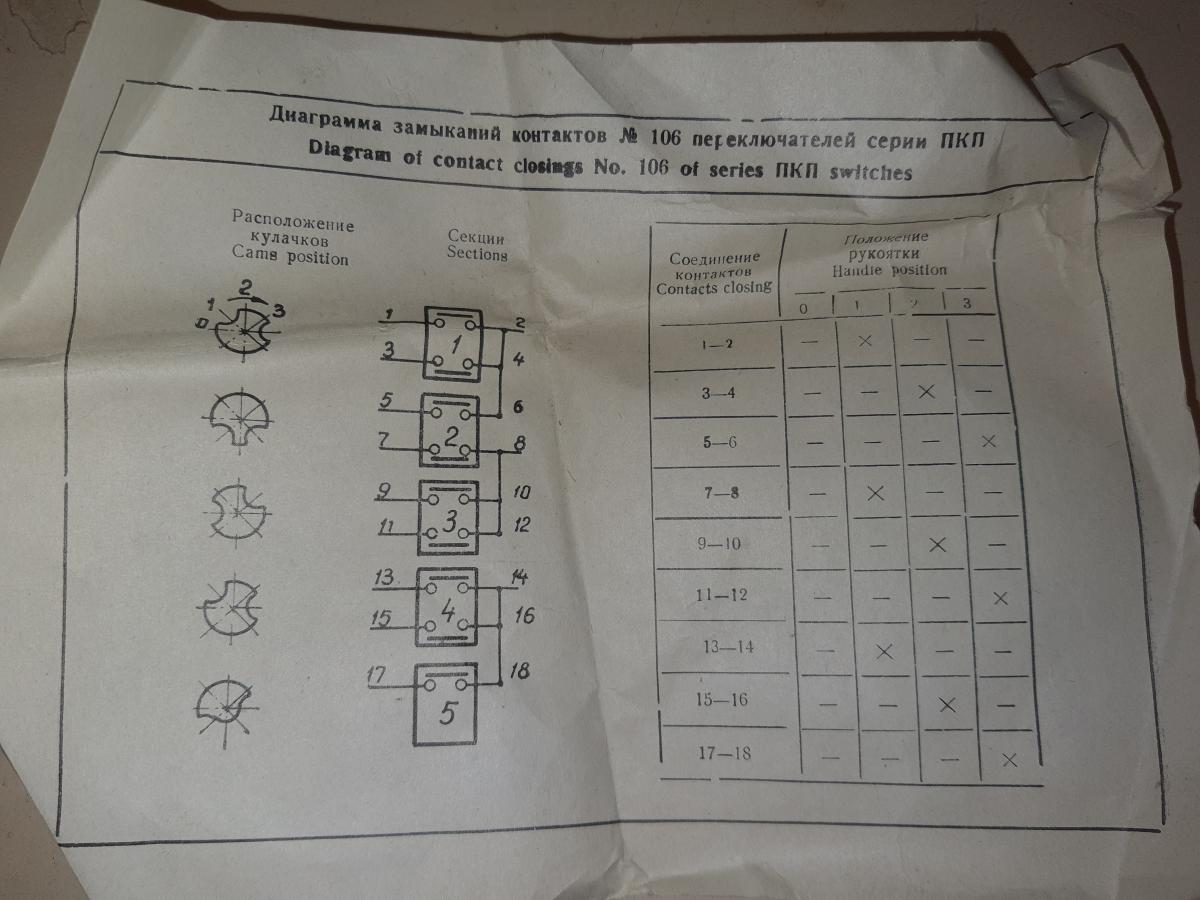 Диаграмма замыканий контактов № 106 переключателей серии ПКП
Diagram of contact closings No. 106 of series ПКП switches
Расположение
кулачков
Cams position
Секции
Sections
0 1 2 3
1 1 2
3 4
5 2 6
7 8
9 3 10
11 12
13 4 14
15 16
17 5 18
Соединение
контактов
Contacts closing
Положение
рукоятки
Handle position
0 1 2 3
1—2 — × — —
3—4 — — × —
5—6 — — — ×
7—8 — × — —
9—10 — — × —
11—12 — — — ×
13—14 — × — —
15—16 — — × —
17—18 — — — ×